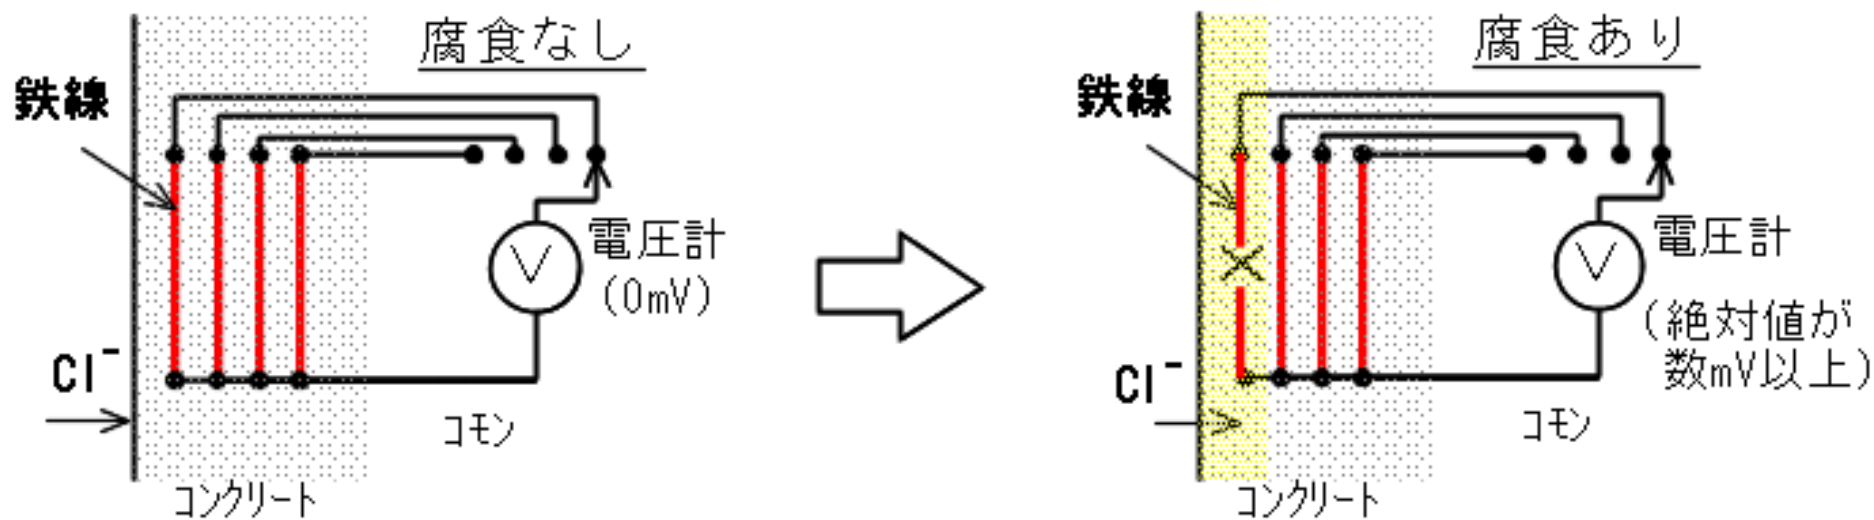 腐食なし
鉄線
V
電圧計
(0mV)
Cl⁻
コモン
コンクリート
腐食あり
鉄線
V
電圧計
(絶対値が
数mV以上)
Cl⁻
コモン
コンクリート